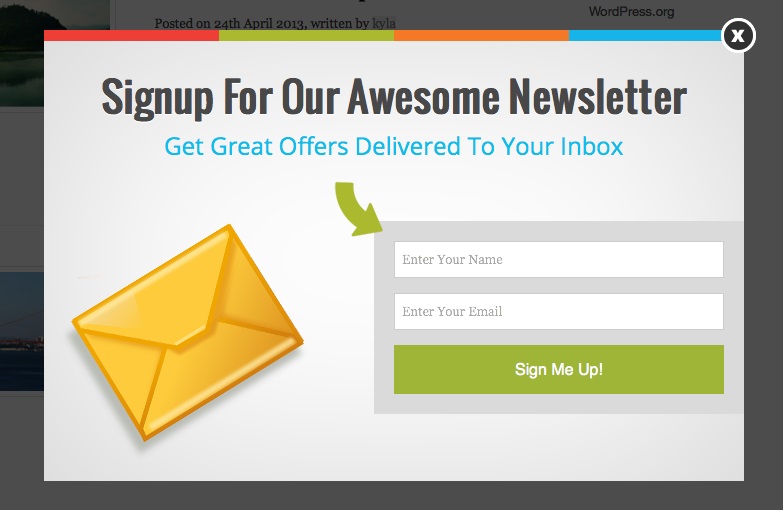 Posted on 24th April 2013, written by kyla
WordPress.org
x
Signup For Our Awesome Newsletter
Get Great Offers Delivered To Your Inbox
Enter Your Name
Enter Your Email
Sign Me Up!